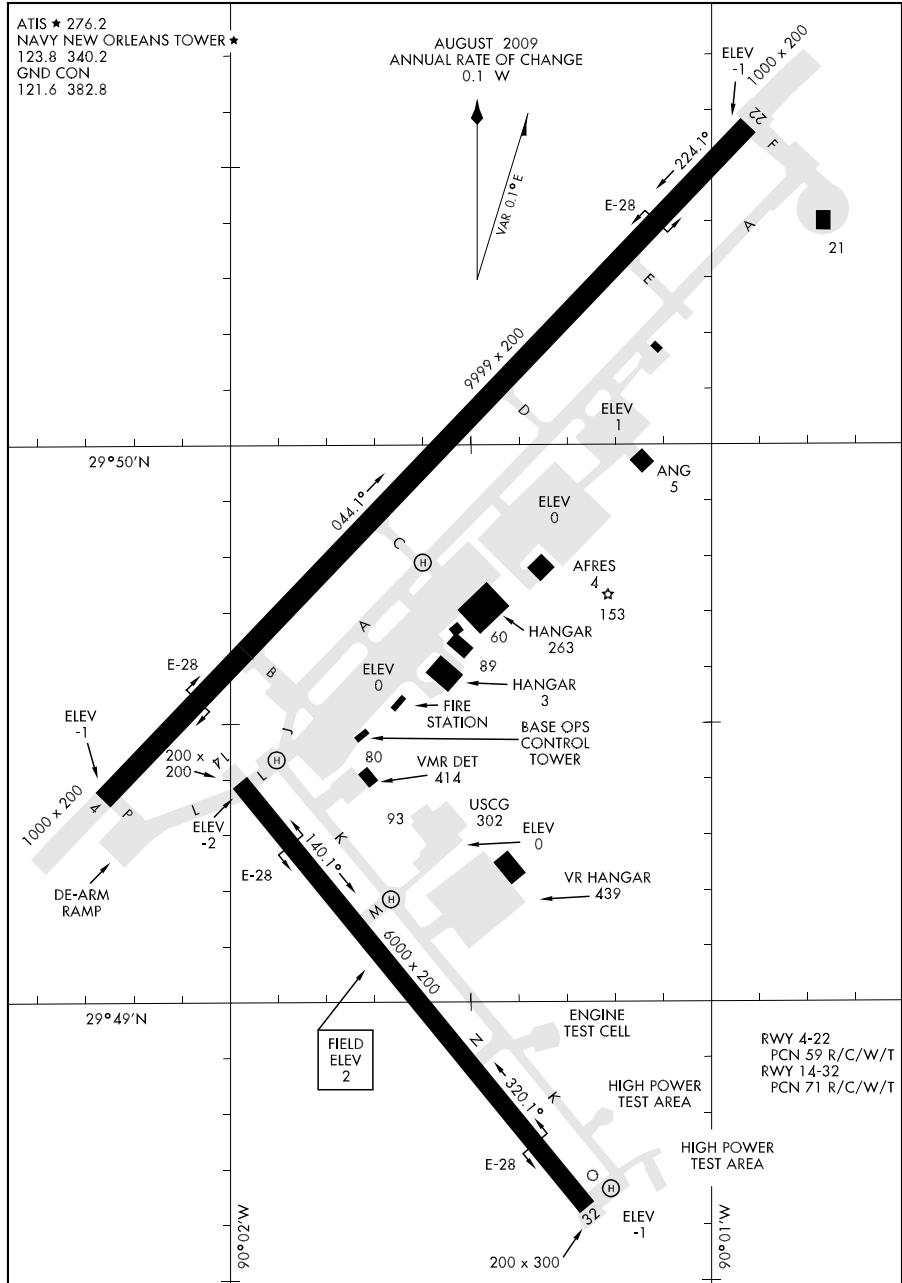 ATIS ★ 276.2
NAVY NEW ORLEANS TOWER ★
123.8 340.2
GND CON
121.6 382.8
AUGUST 2009
ANNUAL RATE OF CHANGE
0.1 W
VAR 0.1° E
ELEV
-1
1000 x 200
22
F
224.1°
E-28
A
21
E
9999 x 200
D
ELEV
1
29°50'N
ANG
5
044.1°
ELEV
0
C
H
AFRES
4
153
A
60
HANGAR
263
89
ELEV
0
HANGAR
3
E-28
B
FIRE
STATION
ELEV
-1
J
BASE OPS
CONTROL
TOWER
200 x
200
14
H
L
80
VMR DET
414
1000 x 200
4
P
L
ELEV
-2
93
USCG
302
K
ELEV
0
140.1°
E-28
DE-ARM
RAMP
VR HANGAR
439
M
H
6000 x 200
29°49'N
FIELD
ELEV
2
ENGINE
TEST CELL
RWY 4-22
PCN 59 R/C/W/T
RWY 14-32
PCN 71 R/C/W/T
N
320.1°
K
HIGH POWER
TEST AREA
HIGH POWER
TEST AREA
E-28
O
H
32
ELEV
-1
200 x 300
90°02'W
90°01'W